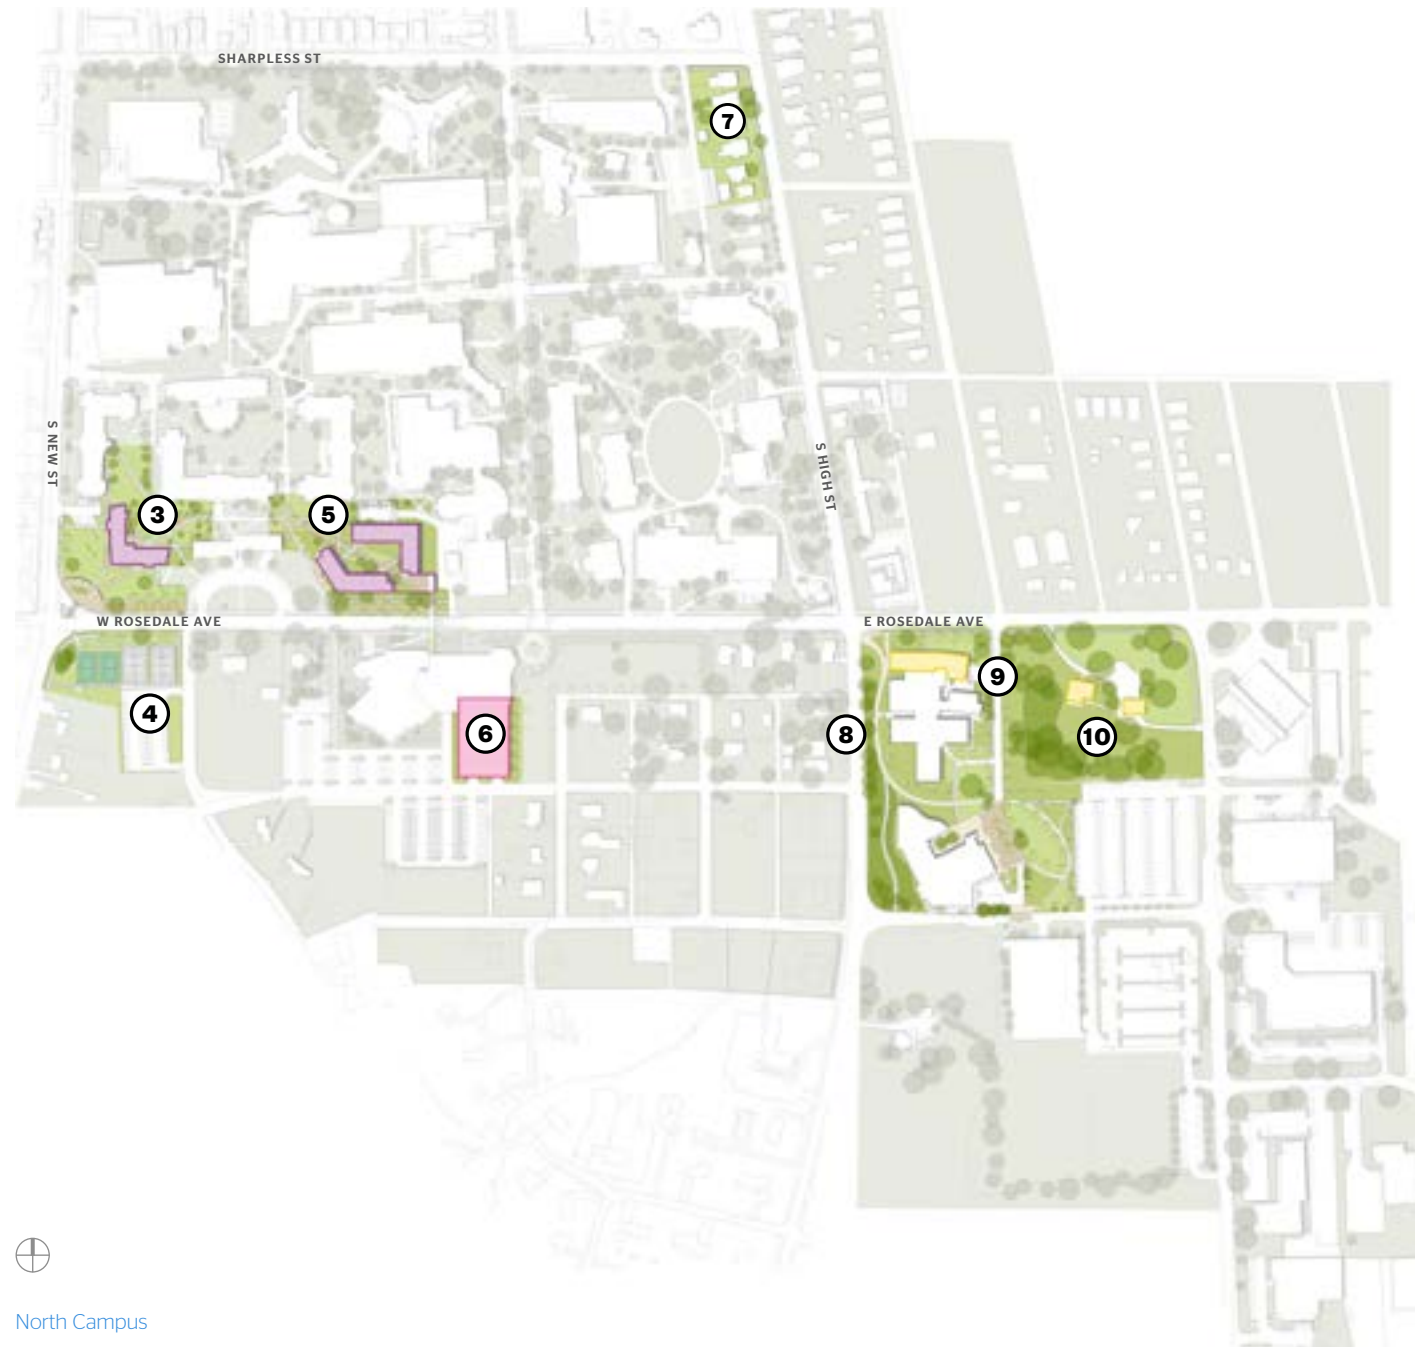 SHARPLESS ST
7
S NEW ST
S HIGH ST
3
5
W ROSEDALE AVE
E ROSEDALE AVE
9
4
6
8
10
North Campus